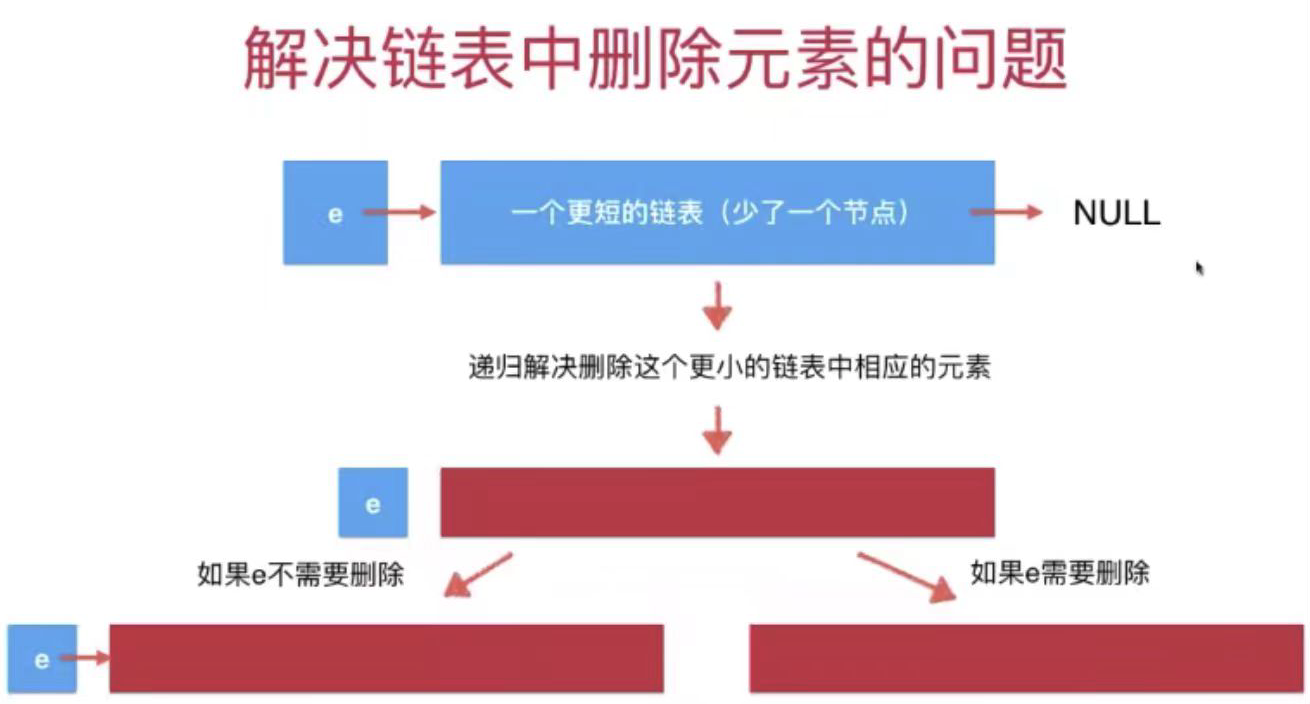 解决链表中删除元素的问题
e
一个更短的链表（少了一个节点）
NULL
递归解决删除这个更小的链表中相应的元素
e
如果e不需要删除
如果e需要删除
e